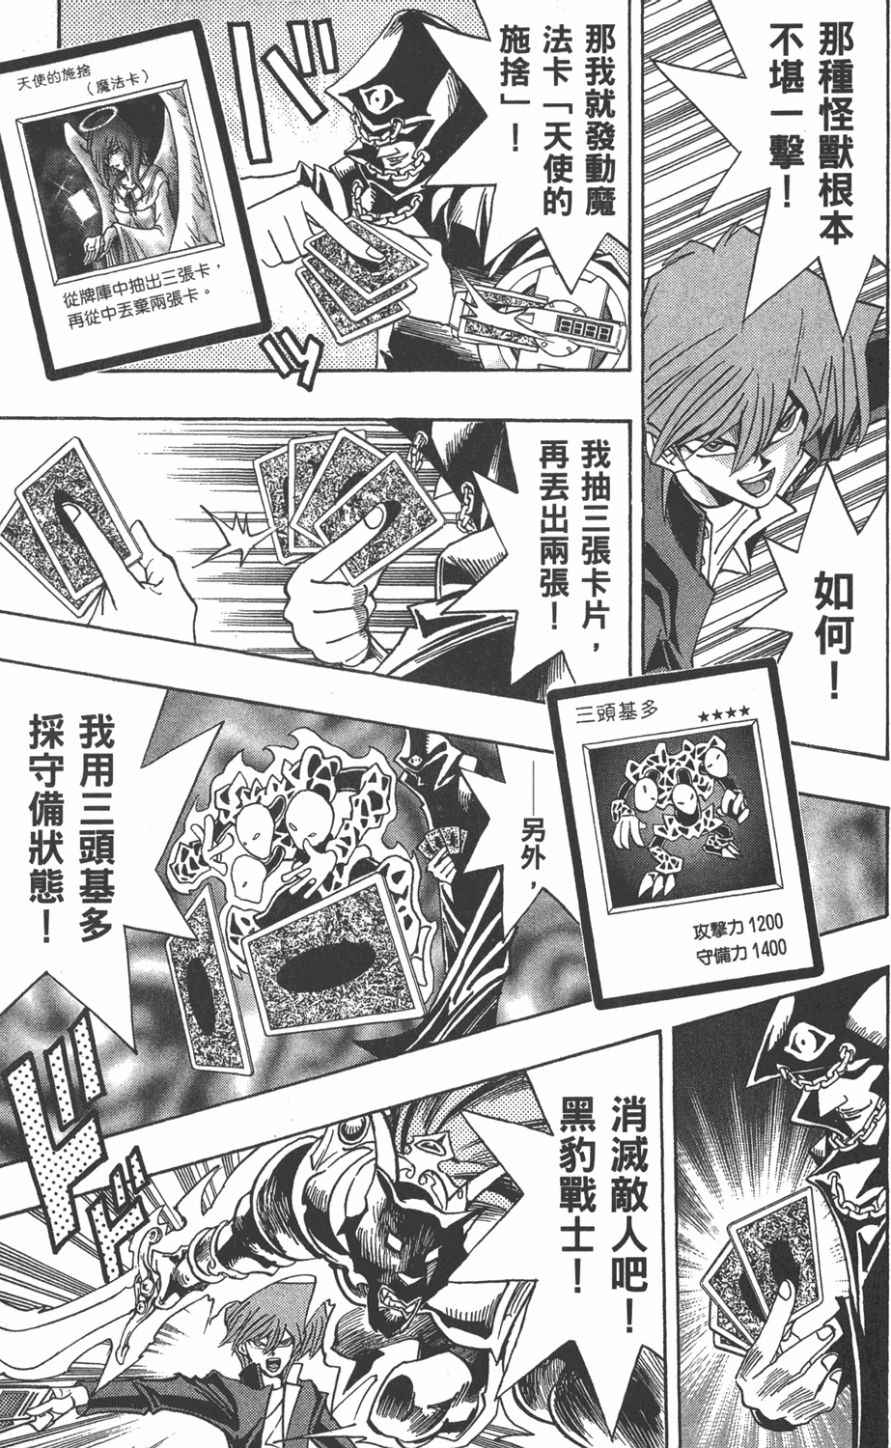 那種怪獸根本
不堪一擊！
如何！
那我就發動魔
法卡「天使的
施捨」！
天使的施捨
（魔法卡）
從牌庫中抽出三張卡，
再從中丟棄兩張卡。
我抽三張卡片，
再丟出兩張！
三頭基多
★★★★
攻擊力 1200
守備力 1400
——另外，
我用三頭基多
採守備狀態！
消滅敵人吧！
黑豹戰士！
ドドド